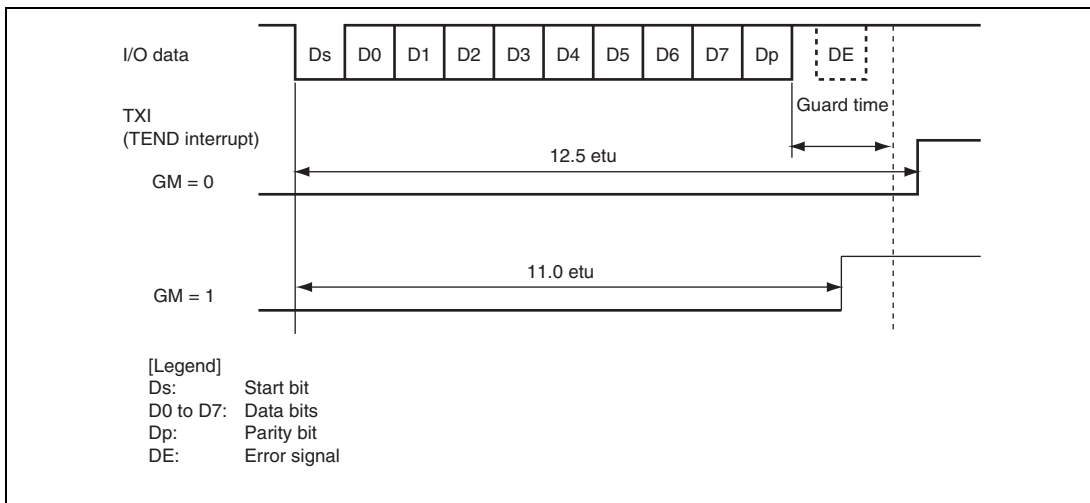 I/O data
Ds D0 D1 D2 D3 D4 D5 D6 D7 Dp DE
Guard time
TXI
(TEND interrupt)
12.5 etu
GM = 0
11.0 etu
GM = 1
[Legend]
Ds: Start bit
D0 to D7: Data bits
Dp: Parity bit
DE: Error signal